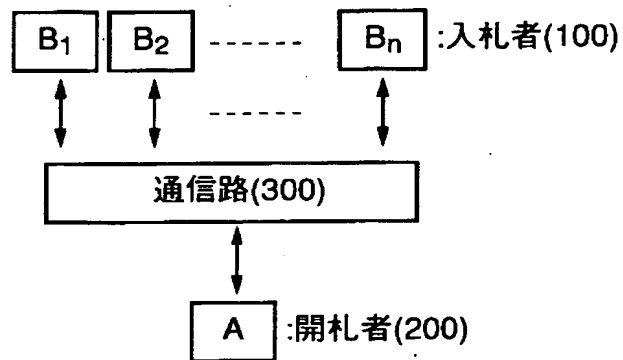 B1 B2 ------ Bn :入札者(100)
------
通信路(300)
A :開札者(200)